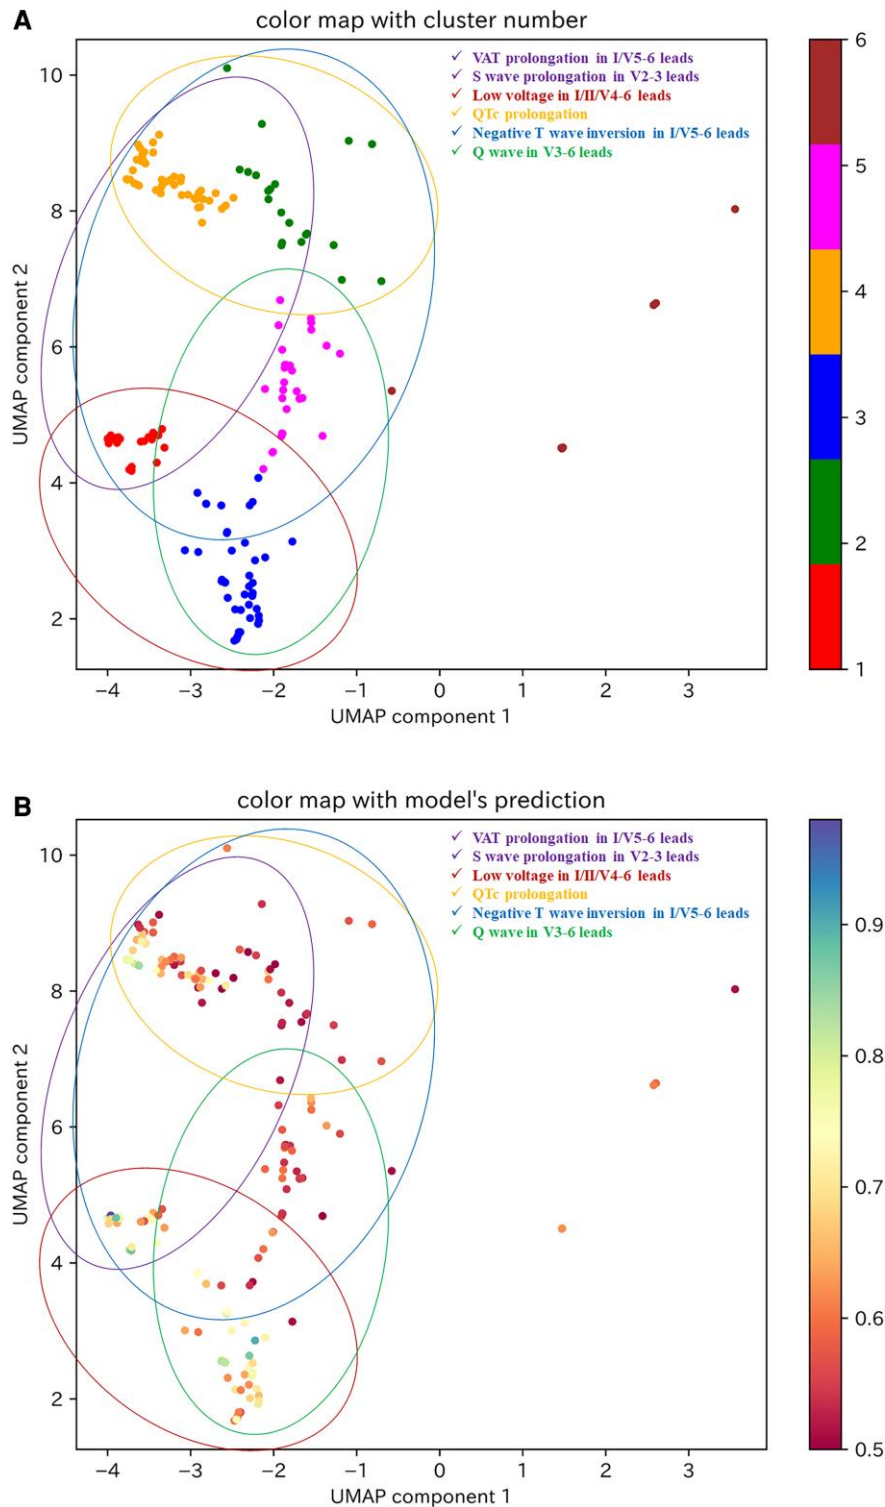 A
color map with cluster number
✓ VAT prolongation in I/V5-6 leads
✓ S wave prolongation in V2-3 leads
✓ Low voltage in I/II/V4-6 leads
✓ QTc prolongation
✓ Negative T wave inversion in I/V5-6 leads
✓ Q wave in V3-6 leads
10
8
6
4
2
UMAP component 2
−4 −3 −2 −1 0 1 2 3
UMAP component 1
6
5
4
3
2
1
B
color map with model's prediction
✓ VAT prolongation in I/V5-6 leads
✓ S wave prolongation in V2-3 leads
✓ Low voltage in I/II/V4-6 leads
✓ QTc prolongation
✓ Negative T wave inversion in I/V5-6 leads
✓ Q wave in V3-6 leads
10
8
6
4
2
UMAP component 2
−4 −3 −2 −1 0 1 2 3
UMAP component 1
0.9
0.8
0.7
0.6
0.5